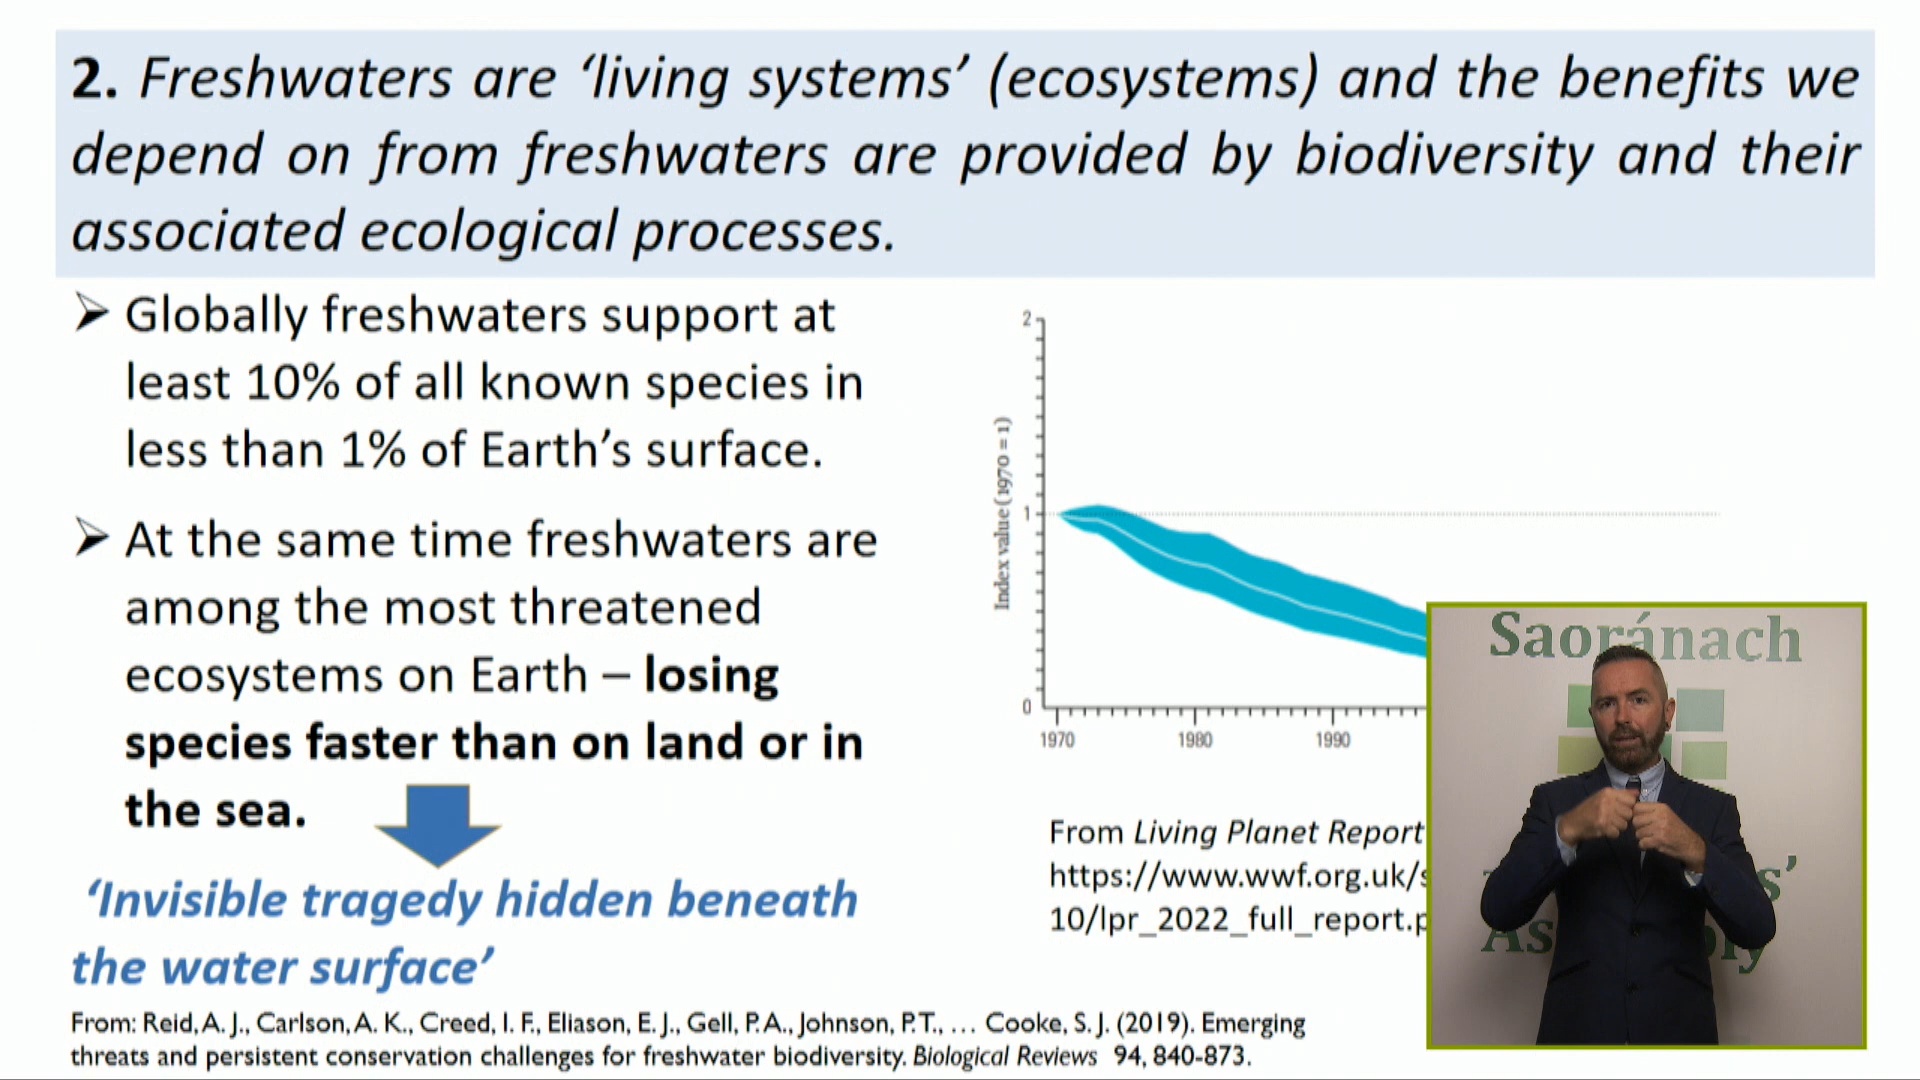 2. Freshwaters are ‘living systems’ (ecosystems) and the benefits we
depend on from freshwaters are provided by biodiversity and their
associated ecological processes.
➢ Globally freshwaters support at
least 10% of all known species in
less than 1% of Earth’s surface.
➢ At the same time freshwaters are
among the most threatened
ecosystems on Earth – losing
species faster than on land or in
the sea.
‘Invisible tragedy hidden beneath
the water surface’
From: Reid, A. J., Carlson, A. K., Creed, I. F., Eliason, E. J., Gell, P. A., Johnson, P. T., … Cooke, S. J. (2019). Emerging
threats and persistent conservation challenges for freshwater biodiversity. Biological Reviews 94, 840-873.
Index value (1970 = 1)
2
1
0
1970 1980 1990
From Living Planet Report
https://www.wwf.org.uk/s
10/lpr_2022_full_report.p
Saoránach